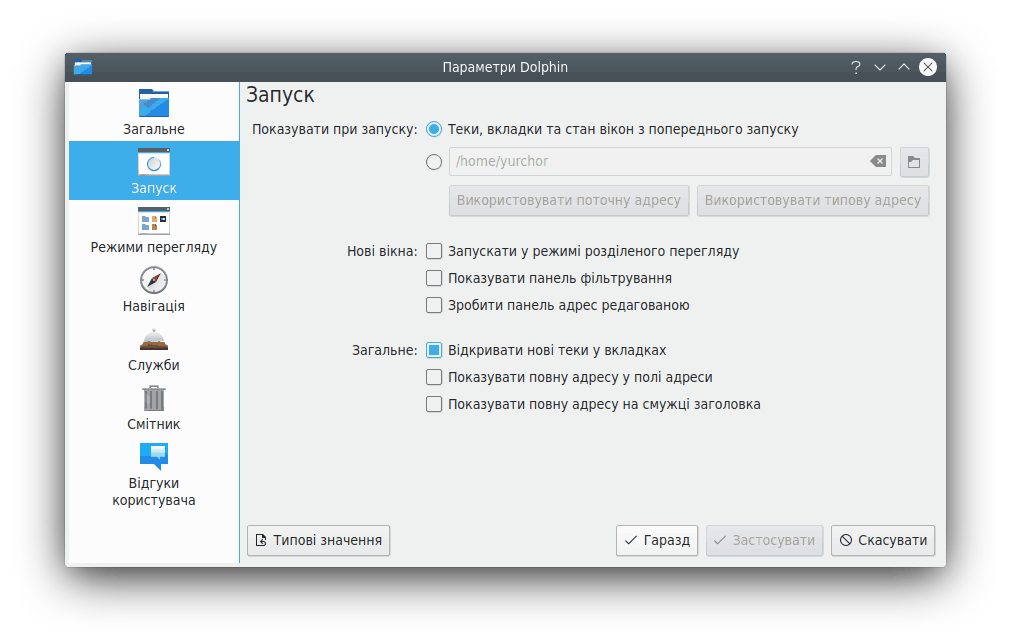 Параметри Dolphin
Загальне
Запуск
Режими перегляду
Навігація
Служби
Смітник
Відгуки
користувача
Запуск
Показувати при запуску: Теки, вкладки та стан вікон з попереднього запуску
/home/yurchor
Використовувати поточну адресу Використовувати типову адресу
Нові вікна: Запускати у режимі розділеного перегляду
Показувати панель фільтрування
Зробити панель адрес редагованою
Загальне: Відкривати нові теки у вкладках
Показувати повну адресу у полі адреси
Показувати повну адресу на смужці заголовка
Типові значення Гаразд Застосувати Скасувати